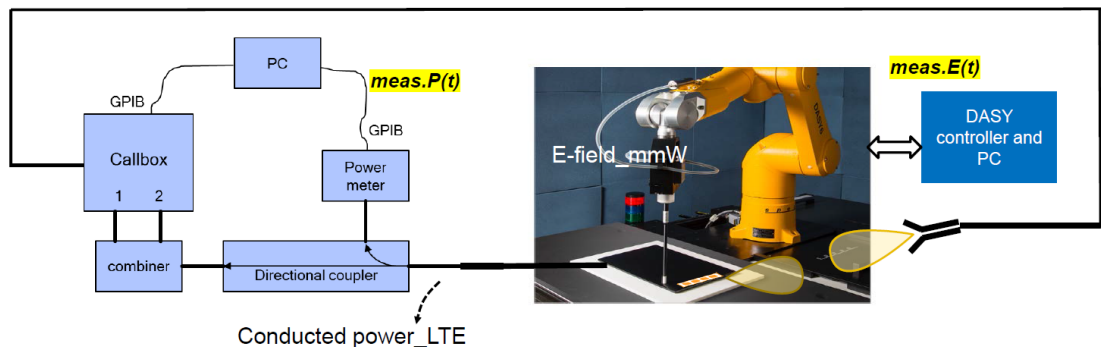 PC
meas.P(t)
meas.E(t)
GPIB
GPIB
Callbox
1
2
Power
meter
E-field_mmW
DASY6
DASY
controller and
PC
combiner
Directional coupler
Conducted power_LTE